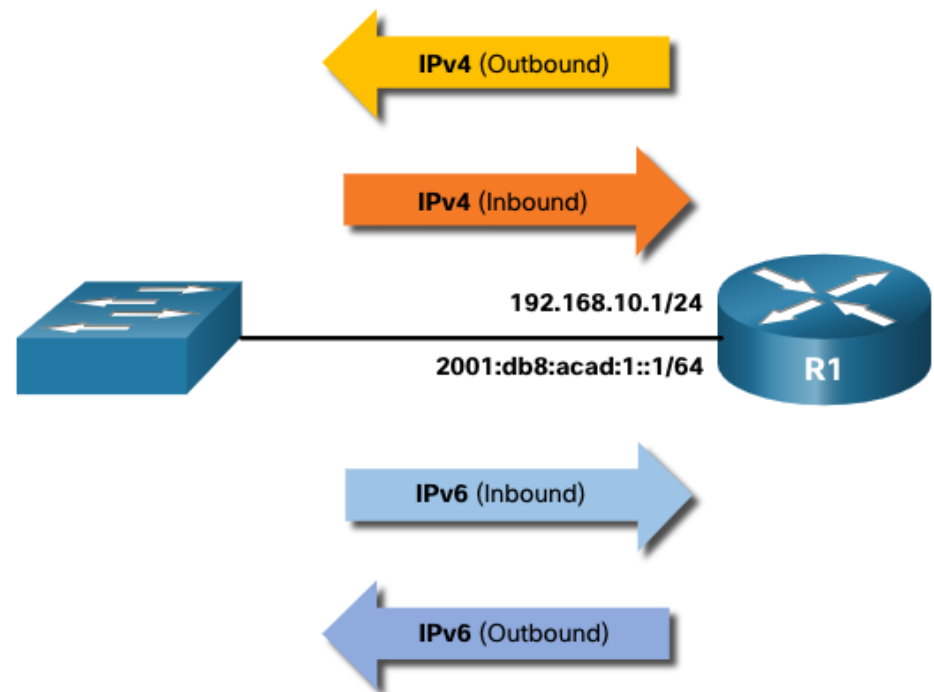 IPv4 (Outbound)
IPv4 (Inbound)
192.168.10.1/24
2001:db8:acad:1::1/64
R1
IPv6 (Inbound)
IPv6 (Outbound)